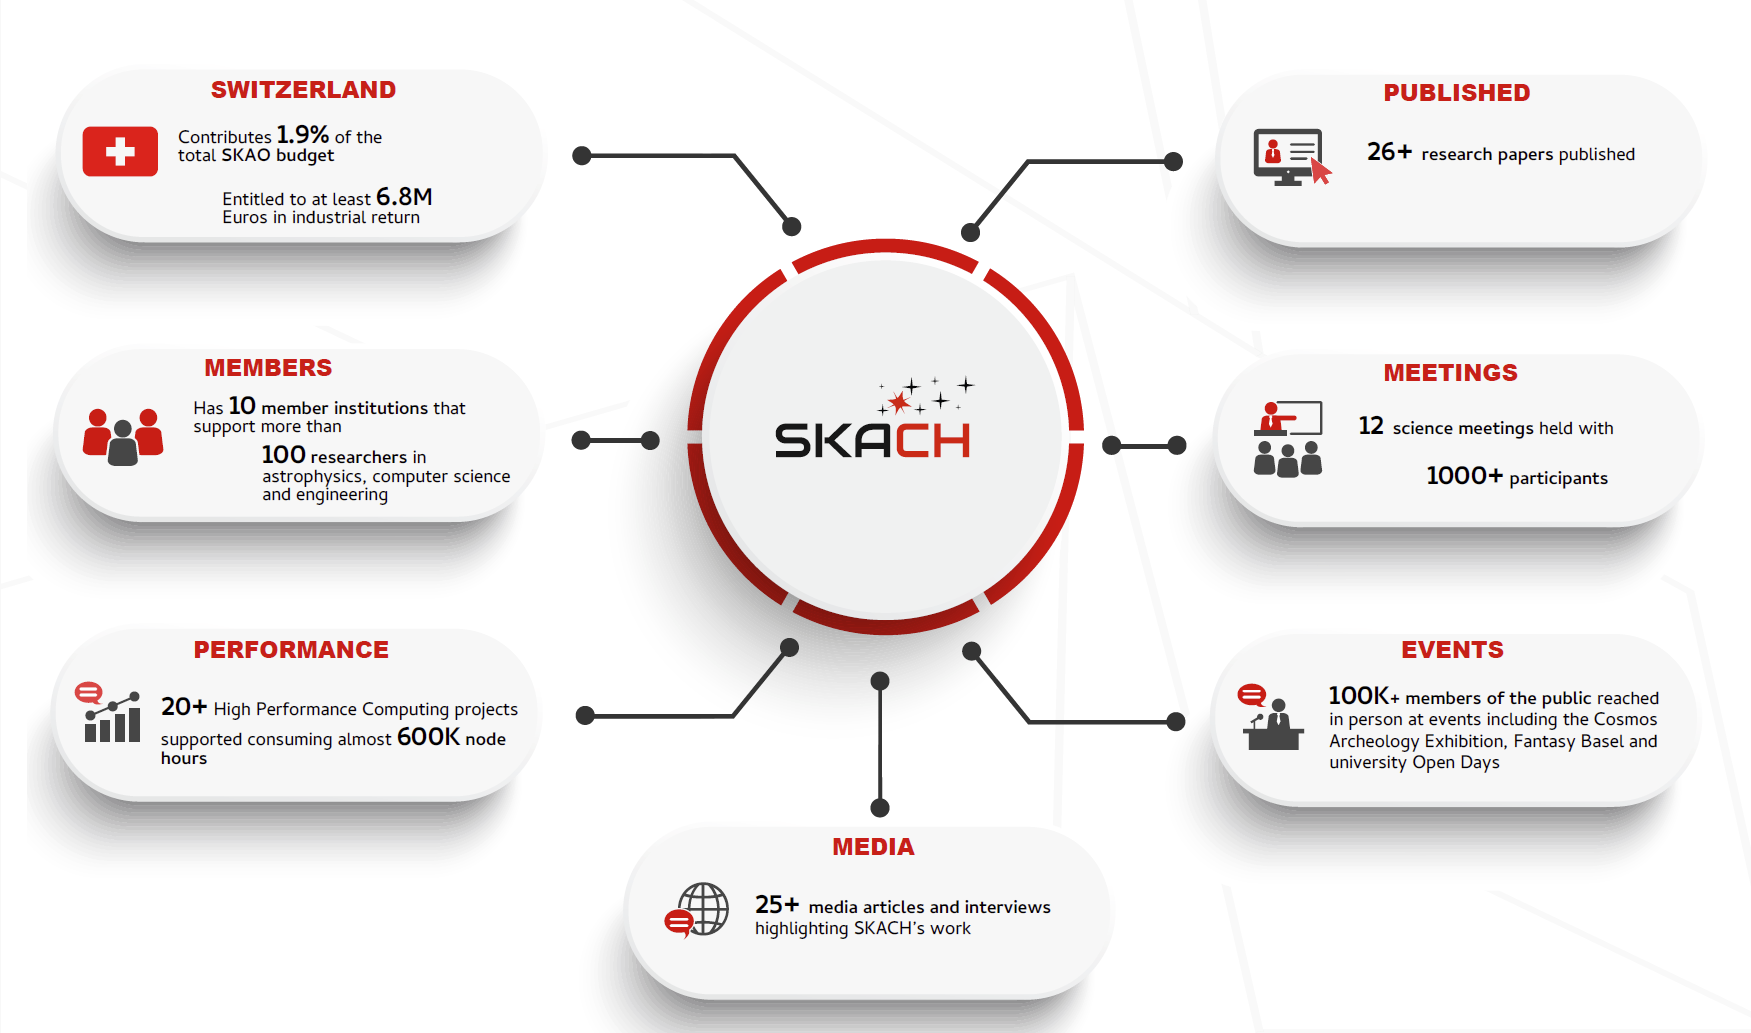 SWITZERLAND
Contributes 1.9% of the
total SKAO budget
Entitled to at least 6.8M
Euros in industrial return
MEMBERS
Has 10 member institutions that
support more than
100 researchers in
astrophysics, computer science
and engineering
PERFORMANCE
20+ High Performance Computing projects
supported consuming almost 600K node
hours
SKACH
MEDIA
25+ media articles and interviews
highlighting SKACH's work
PUBLISHED
26+ research papers published
MEETINGS
12 science meetings held with
1000+ participants
EVENTS
100K+ members of the public reached
in person at events including the Cosmos
Archeology Exhibition, Fantasy Basel and
university Open Days